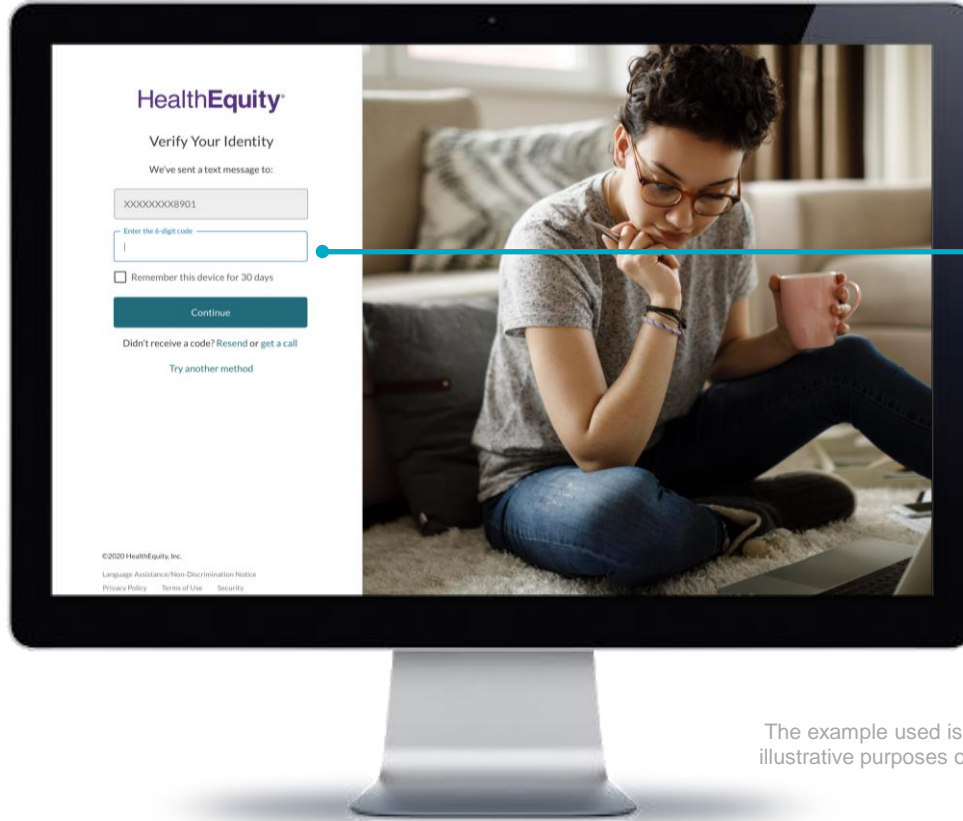 HealthEquity
Verify Your Identity
We've sent a text message to:
XXXXXXXX8901
Enter the 6-digit code
Remember this device for 30 days
Continue
Didn't receive a code? Resend or get a call
Try another method
©2020 HealthEquity, Inc.
Language Assistance/Non-Discrimination Notice
Privacy Policy Terms of Use Security
The example used is
illustrative purposes